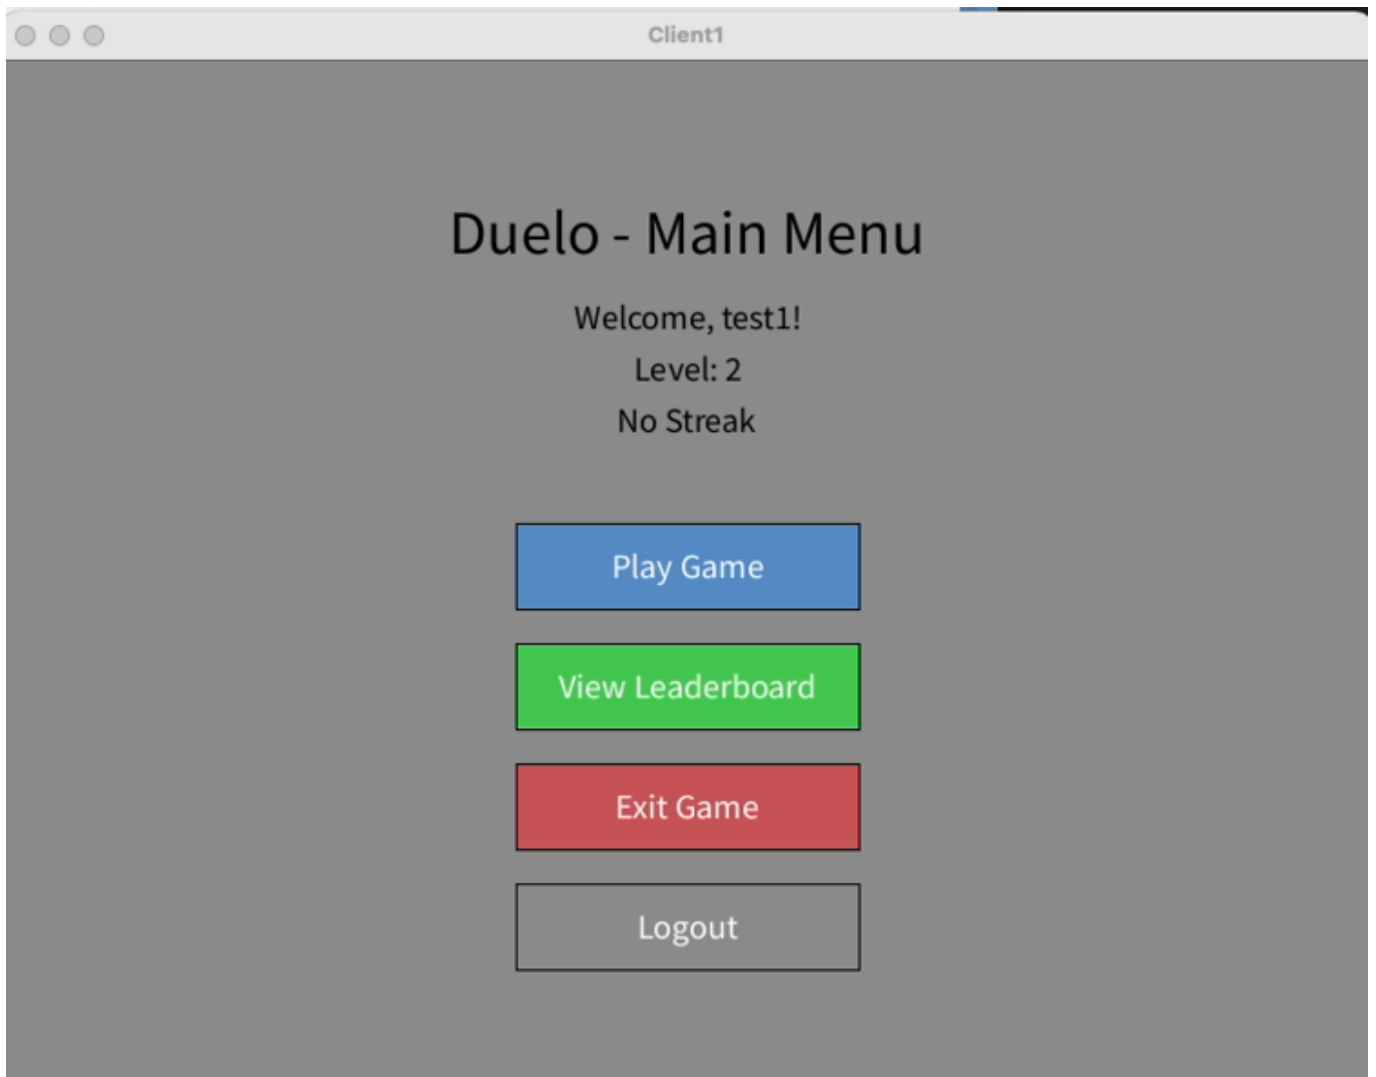 Client1
Duelo - Main Menu
Welcome, test1!
Level: 2
No Streak
Play Game
View Leaderboard
Exit Game
Logout